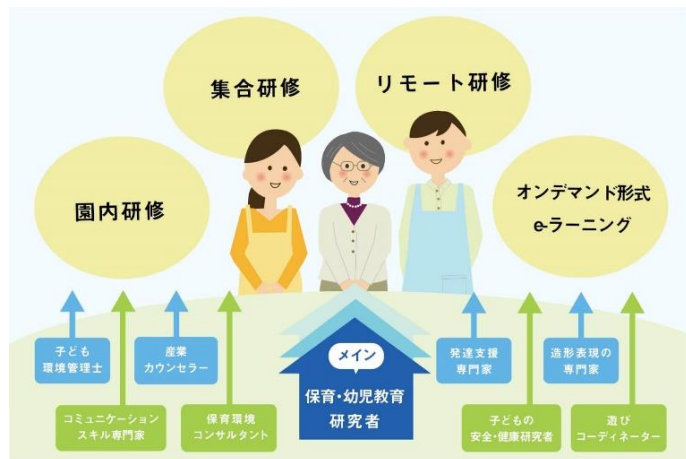 集合研修
リモート研修
園内研修
オンデマンド形式
e-ラーニング
子ども
環境管理士
産業
カウンセラー
メイン
保育・幼児教育
研究者
発達支援
専門家
造形表現の
専門家
コミュニケーション
スキル専門家
保育環境
コンサルタント
子どもの
安全・健康研究者
遊び
コーディネーター